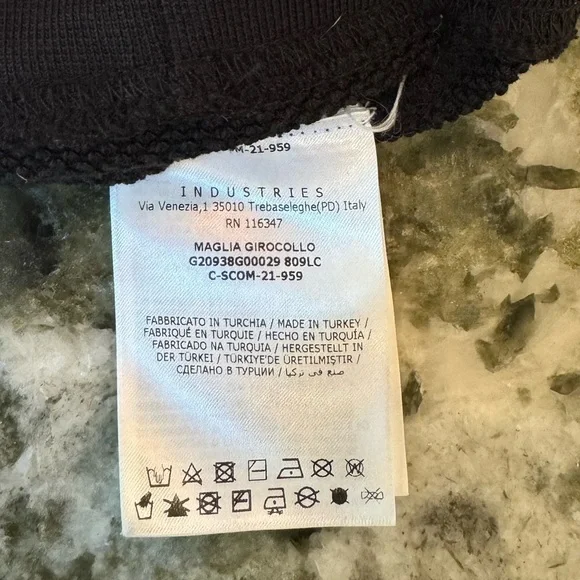 M-21-959
INDUSTRIES
Via Venezia,1 35010 Trebaseleghe(PD) Italy
RN 116347
MAGLIA GIROCOLLO
G20938G00029 809LC
C-SCOM-21-959
FABBRICATO IN TURCHIA / MADE IN TURKEY /
FABRIQUÉ EN TURQUIE / HECHO EN TURQUÍA /
FABRICADO NA TURQUIA / HERGESTELLT IN
DER TÜRKEI / TÜRKIYE'DE ÜRETILMIŞTIR /
СДЕЛАНО В ТУРЦИИ / صنع في تركيا